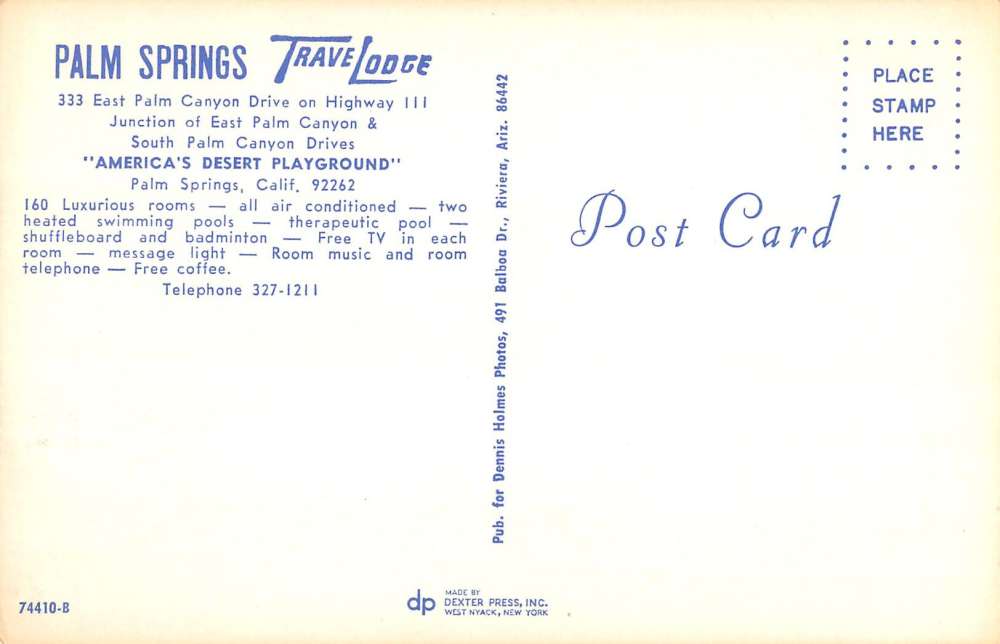 PALM SPRINGS TRAVELODGE
333 East Palm Canyon Drive on Highway 111
Junction of East Palm Canyon &
South Palm Canyon Drives
"AMERICA'S DESERT PLAYGROUND"
Palm Springs, Calif. 92262
160 Luxurious rooms — all air conditioned — two
heated swimming pools — therapeutic pool —
shuffleboard and badminton — Free TV in each
room — message light — Room music and room
telephone — Free coffee.
Telephone 327-1211
74410-B
Pub. for Dennis Holmes Photos, 491 Balboa Dr., Riviera, Ariz. 86442
dp
MADE BY
DEXTER PRESS, INC.
WEST NYACK, NEW YORK
PLACE
STAMP
HERE
Post Card